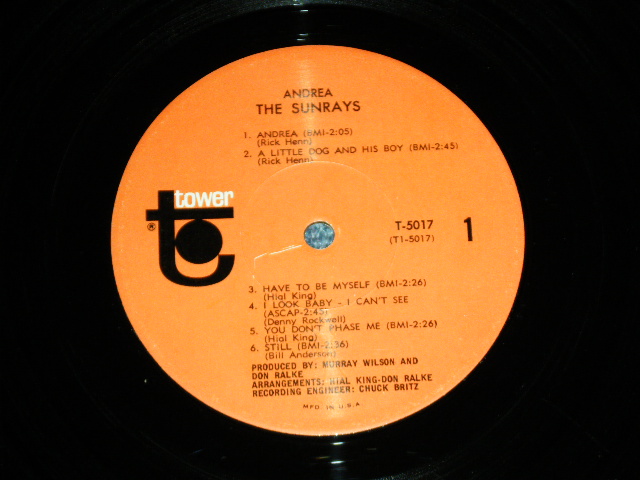 ANDREA
THE SUNRAYS
1. ANDREA (BMI-2:05)
(Rick Henn)
2. A LITTLE DOG AND HIS BOY (BMI-2:45)
(Rick Henn)
tower
®
T-5017
(T1-5017)
1
3. HAVE TO BE MYSELF (BMI-2:26)
(Hial King)
4. I LOOK BABY - I CAN'T SEE
(ASCAP-2:45)
(Denny Rockwell)
5. YOU DON'T PHASE ME (BMI-2:26)
(Hial King)
6. STILL (BMI-2:36)
(Bill Anderson)
PRODUCED BY: MURRAY WILSON AND
DON RALKE
ARRANGEMENTS: HIAL KING-DON RALKE
RECORDING ENGINEER: CHUCK BRITZ
MFD. IN U.S.A.